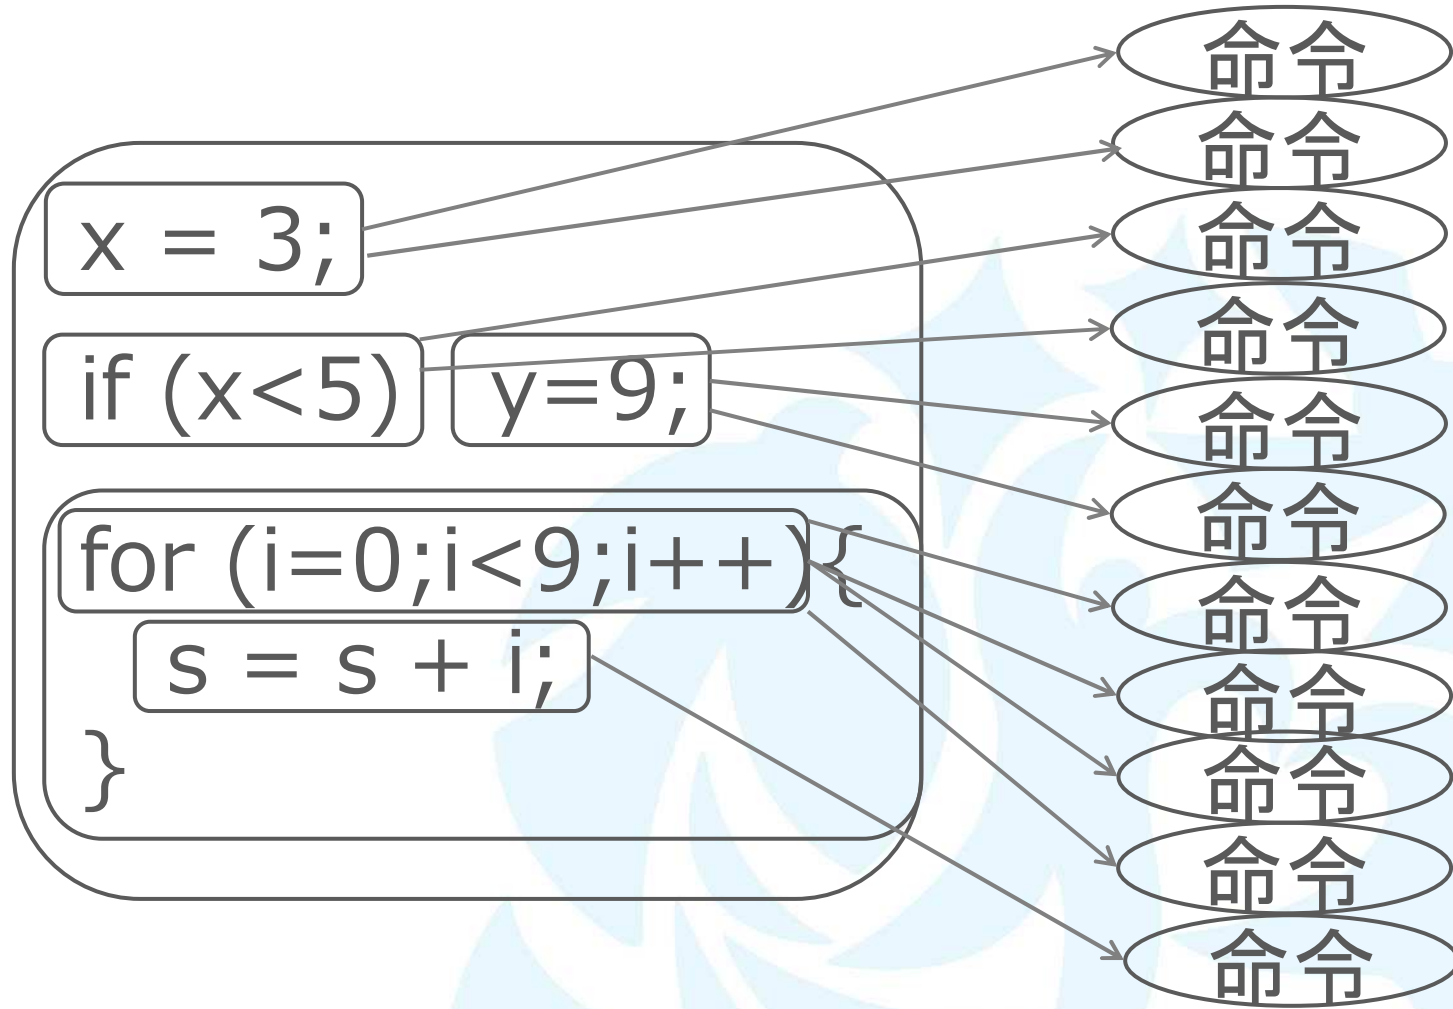 x = 3;
if (x<5) y=9;
for (i=0;i<9;i++){
s = s + i;
}
命令
命令
命令
命令
命令
命令
命令
命令
命令
命令
命令